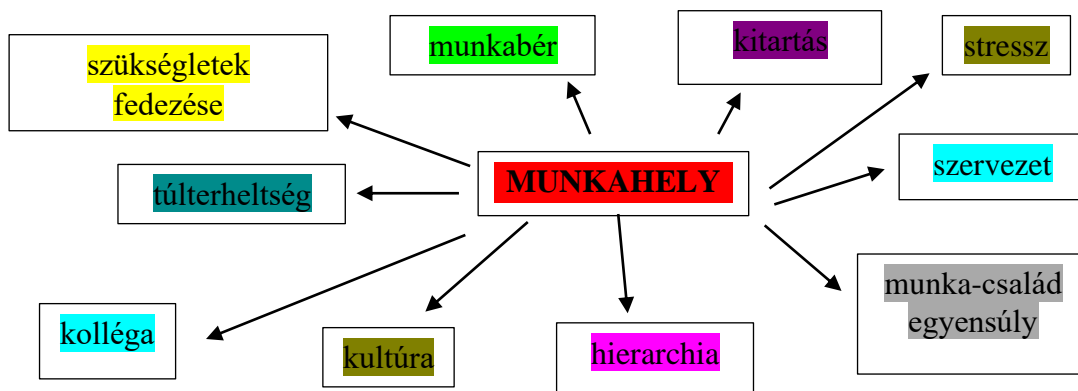 munkabér
kitartás
stressz
szükségletek
fedezése
MUNKAHELY
szervezet
túlterheltség
munka-család
egyensúly
kolléga
kultúra
hierarchia